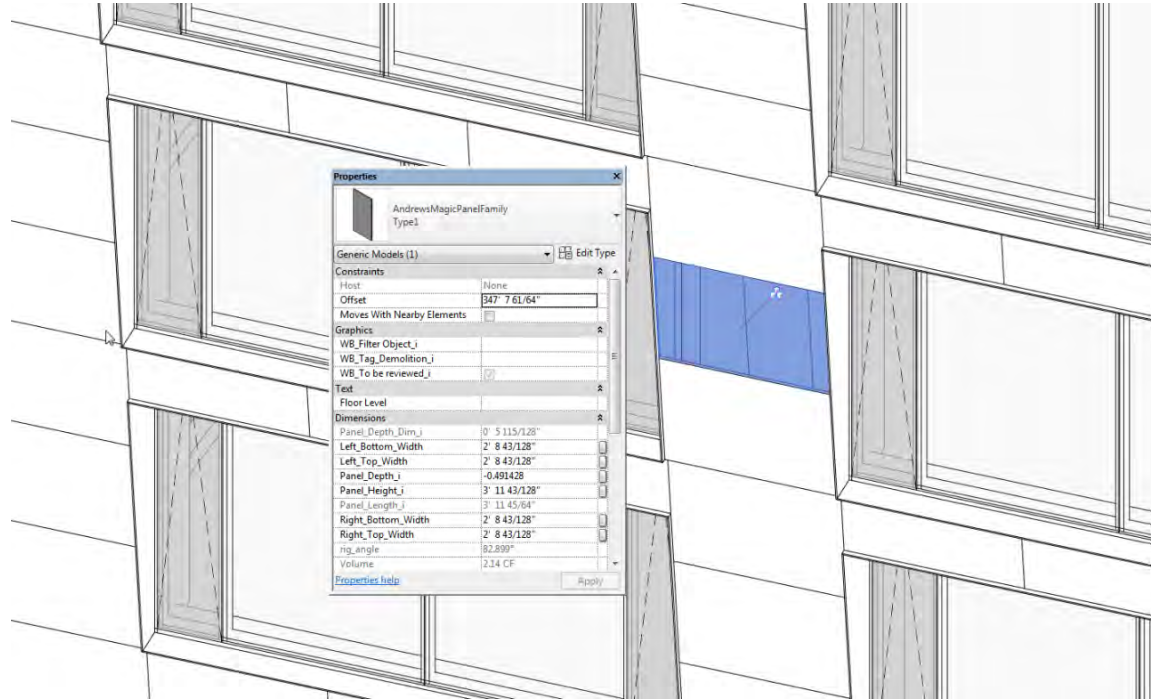 Properties
AndrewsMagicPanelFamily
Type1
Generic Models (1)
Edit Type
Constraints
Host None
Offset 347' 7 61/64"
Moves With Nearby Elements
Graphics
WB_Filter Object_i
WB_Tag_Demolition_i
WB_To be reviewed_i
Text
Floor Level
Dimensions
Panel_Depth_Dim_i 0' 5 115/128"
Left_Bottom_Width 2' 8 43/128"
Left_Top_Width 2' 8 43/128"
Panel_Depth_i -0.491428
Panel_Height_i 3' 11 43/128"
Panel_Length_i 3' 11 45/64"
Right_Bottom_Width 2' 8 43/128"
Right_Top_Width 2' 8 43/128"
rig_angle 82.899°
Volume 2.14 CF
Properties help Apply